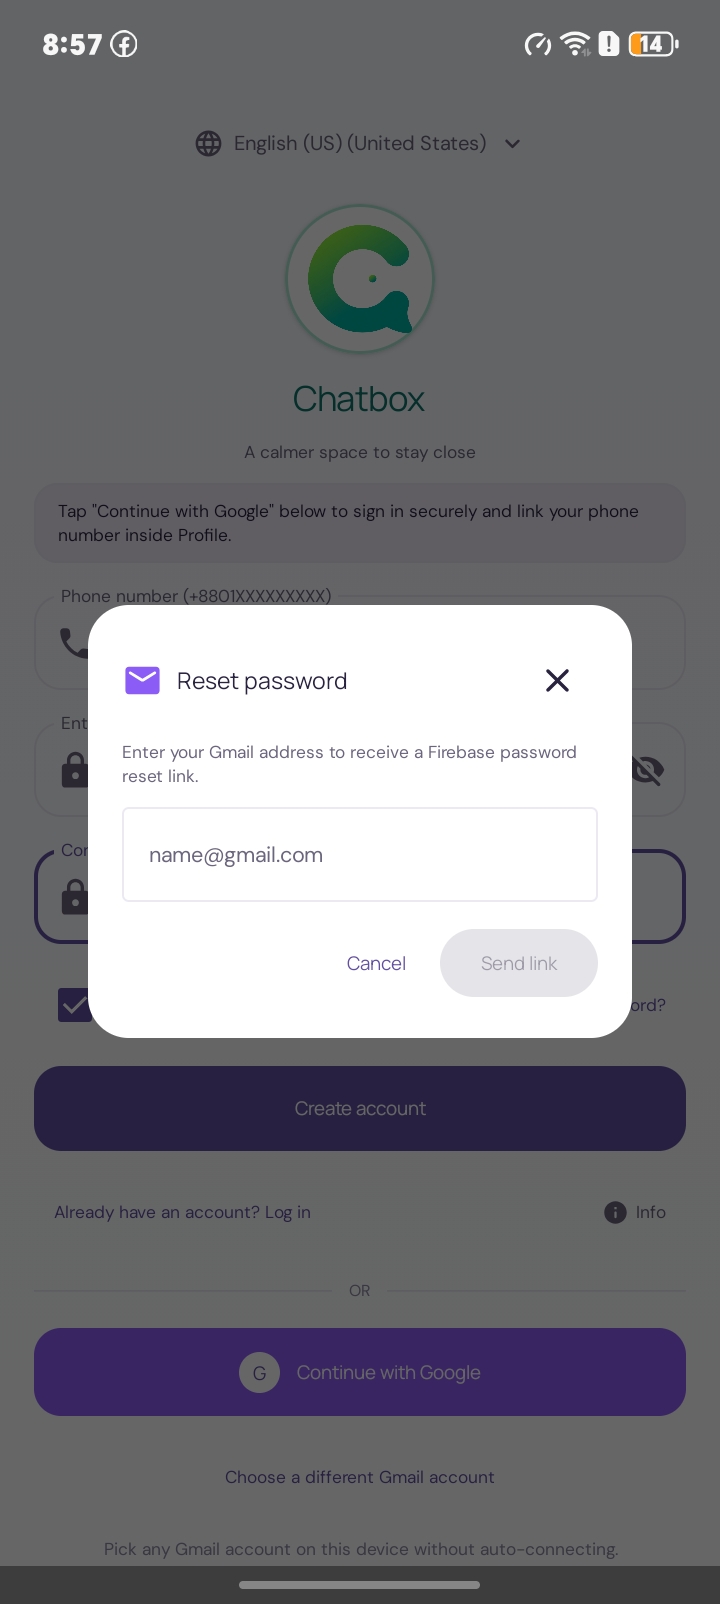 8:57
14
English (US) (United States)
Chatbox
A calmer space to stay close
Tap "Continue with Google" below to sign in securely and link your phone
number inside Profile.
Phone number (+8801XXXXXXXXX)
Reset password
Ent
Enter your Gmail address to receive a Firebase password
reset link.
Con
name@gmail.com
Cancel
Send link
ord?
Create account
Already have an account? Log in
Info
OR
G
Continue with Google
Choose a different Gmail account
Pick any Gmail account on this device without auto-connecting.